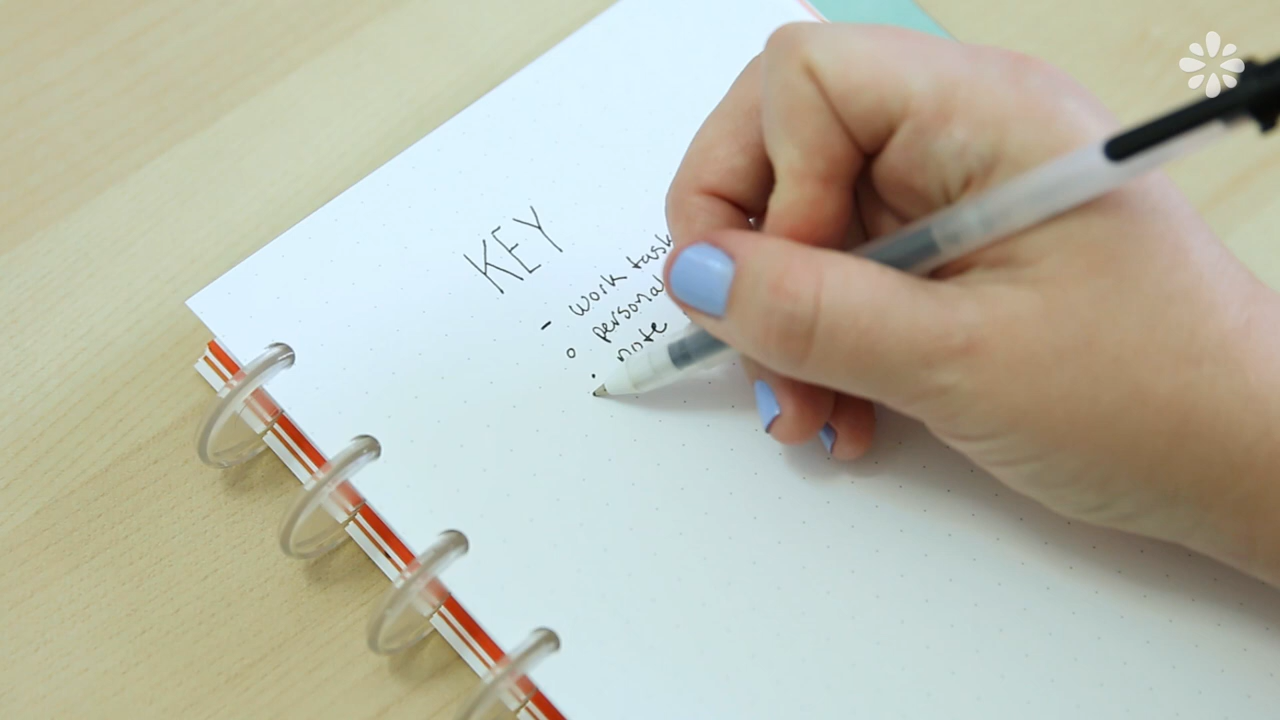 KEY
- work task
o personal
• note